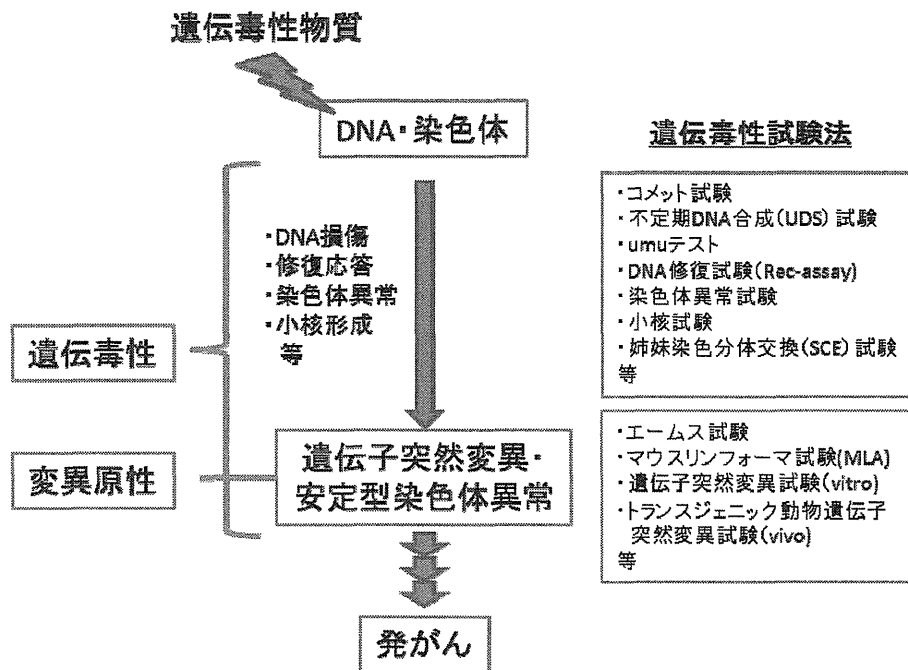 遺伝毒性物質
DNA・染色体
・DNA損傷
・修復応答
・染色体異常
・小核形成
等
遺伝毒性
変異原性
遺伝子突然変異・
安定型染色体異常
発がん
遺伝毒性試験法
・コメット試験
・不定期DNA合成(UDS)試験
・umuテスト
・DNA修復試験(Rec-assay)
・染色体異常試験
・小核試験
・姉妹染色分体交換(SCE)試験
等
・エームス試験
・マウスリンフォーマ試験(MLA)
・遺伝子突然変異試験(vitro)
・トランスジェニック動物遺伝子
突然変異試験(vivo)
等